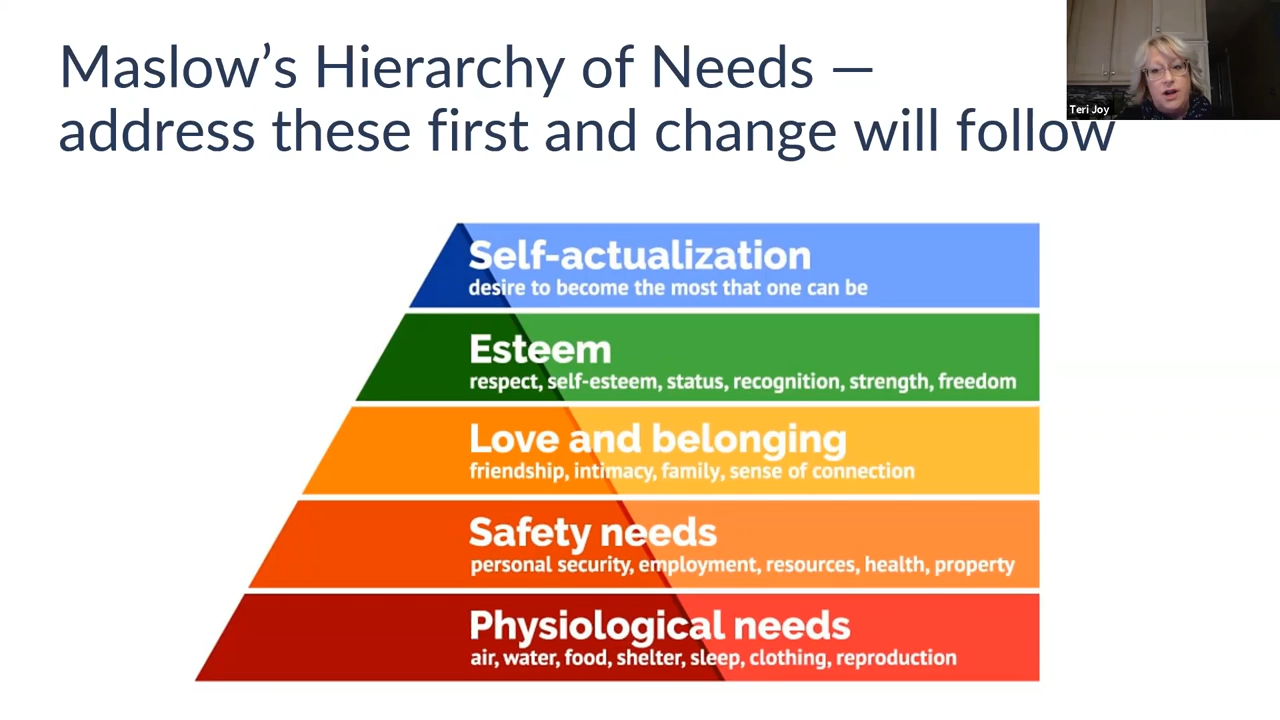 Maslow’s Hierarchy of Needs —
address these first and change will follow
Teri Joy
Self-actualization
desire to become the most that one can be
Esteem
respect, self-esteem, status, recognition, strength, freedom
Love and belonging
friendship, intimacy, family, sense of connection
Safety needs
personal security, employment, resources, health, property
Physiological needs
air, water, food, shelter, sleep, clothing, reproduction